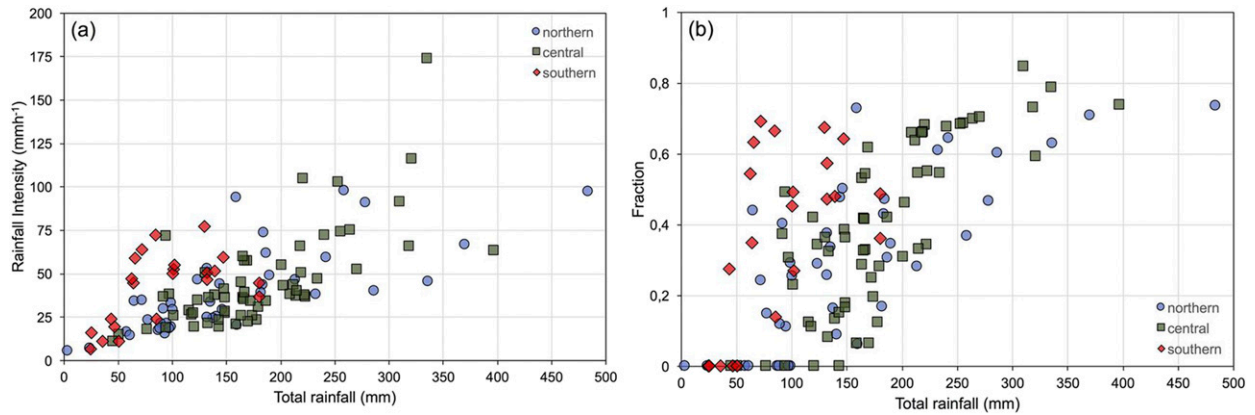 (a)
200
175
150
125
100
75
50
25
0
Rainfall Intensity (mmh-1)
northern
central
southern
0 50 100 150 200 250 300 350 400 450 500
Total rainfall (mm)
(b)
1
0,8
0,6
0,4
0,2
0
Fraction
northern
central
southern
0 50 100 150 200 250 300 350 400 450 500
Total rainfall (mm)